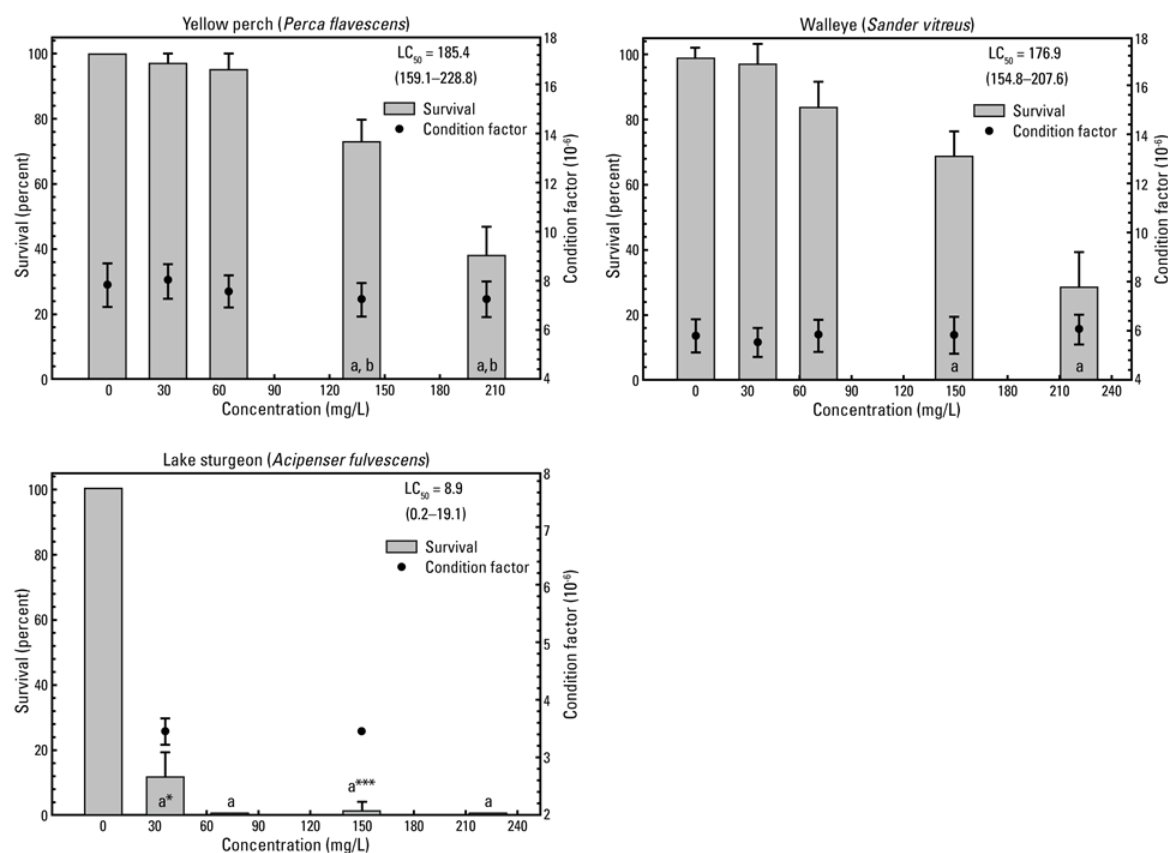 Yellow perch (Perca flavescens)
LC50 = 185.4
(159.1–228.8)
Survival
Condition factor
Survival (percent)
100
80
60
40
20
0
Condition factor (10-6)
18
16
14
12
10
8
6
4
a, b
a, b
0 30 60 90 120 150 180 210
Concentration (mg/L)
Walleye (Sander vitreus)
LC50 = 176.9
(154.8–207.6)
Survival
Condition factor
Survival (percent)
100
80
60
40
20
0
Condition factor (10-6)
18
16
14
12
10
8
6
4
a
a
0 30 60 90 120 150 180 210 240
Concentration (mg/L)
Lake sturgeon (Acipenser fulvescens)
LC50 = 8.9
(0.2–19.1)
Survival
Condition factor
Survival (percent)
100
80
60
40
20
0
Condition factor (10-6)
8
7
6
5
4
3
2
a*
a
a***
a
0 30 60 90 120 150 180 210 240
Concentration (mg/L)